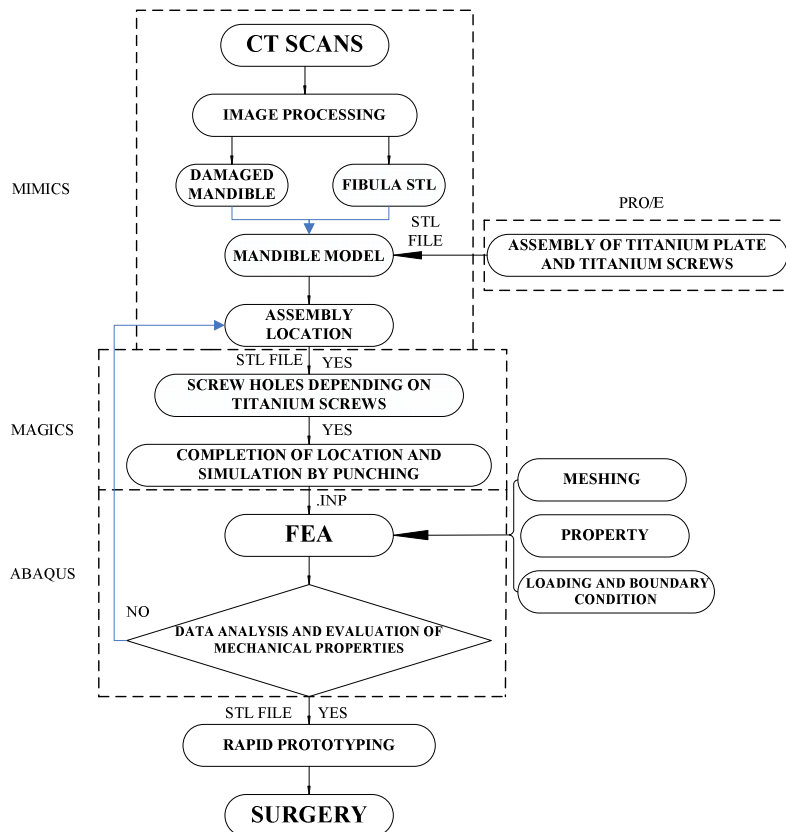 CT SCANS
IMAGE PROCESSING
DAMAGED
MANDIBLE
FIBULA STL
MIMICS
PRO/E
STL
FILE
ASSEMBLY OF TITANIUM PLATE
AND TITANIUM SCREWS
MANDIBLE MODEL
ASSEMBLY
LOCATION
STL FILE YES
SCREW HOLES DEPENDING ON
TITANIUM SCREWS
YES
MAGICS
COMPLETION OF LOCATION AND
SIMULATION BY PUNCHING
MESHING
.INP
FEA
PROPERTY
ABAQUS
LOADING AND BOUNDARY
CONDITION
NO
DATA ANALYSIS AND EVALUATION OF
MECHANICAL PROPERTIES
STL FILE YES
RAPID PROTOTYPING
SURGERY